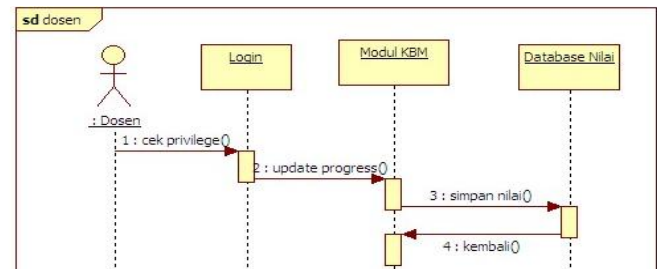 sd dosen
Login
Modul KBM
Database Nilai
: Dosen
1 : cek privilege()
2 : update progress()
3 : simpan nilai()
4 : kembali()